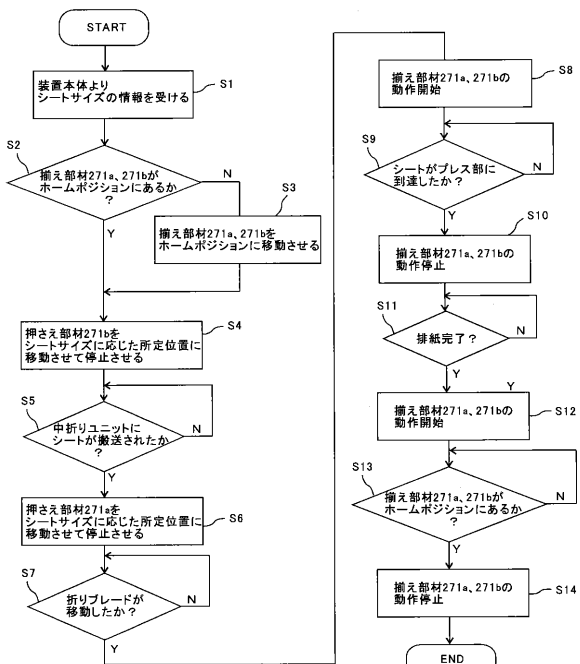 START
装置本体より
シートサイズの情報を受ける
S1
S2
揃え部材271a、271bが
ホームポジションにあるか
？
N
Y
S3
揃え部材271a、271bを
ホームポジションに移動させる
押さえ部材271bを
シートサイズに応じた所定位置に
移動させて停止させる
S4
S5
中折りユニットに
シートが搬送されたか
？
N
Y
押さえ部材271aを
シートサイズに応じた所定位置に
移動させて停止させる
S6
S7
折りブレードが
移動したか？
N
Y
揃え部材271a、271bの
動作開始
S8
S9
シートがプレス部に
到達したか？
N
Y
S10
揃え部材271a、271bの
動作停止
S11
排紙完了？
N
Y
Y
揃え部材271a、271bの
動作開始
S12
S13
揃え部材271a、271bが
ホームポジションにあるか
？
N
Y
揃え部材271a、271bの
動作停止
S14
END